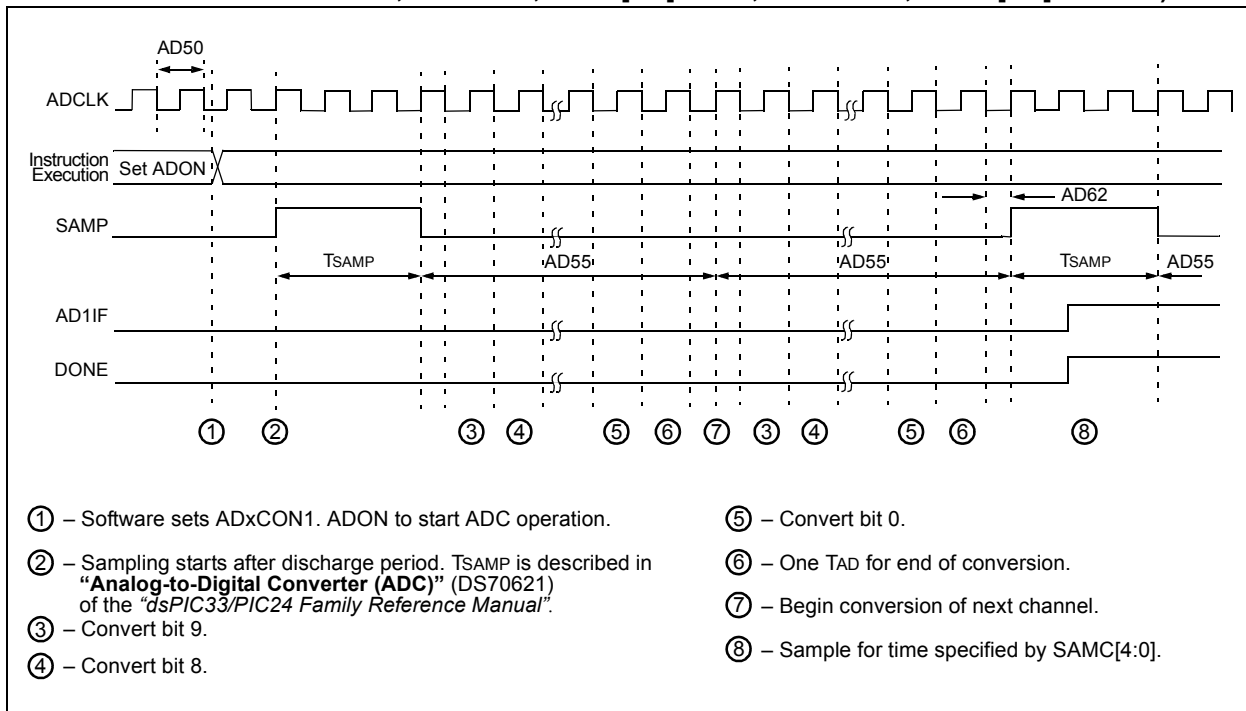 AD50
ADCLK
Instruction
Execution
Set ADON
AD62
SAMP
TSAMP
AD55
AD55
TSAMP
AD55
AD1IF
DONE
1 2 3 4 5 6 7 3 4 5 6 8
1 – Software sets ADxCON1. ADON to start ADC operation.
2 – Sampling starts after discharge period. TSAMP is described in
"Analog-to-Digital Converter (ADC)" (DS70621)
of the "dsPIC33/PIC24 Family Reference Manual".
3 – Convert bit 9.
4 – Convert bit 8.
5 – Convert bit 0.
6 – One TAD for end of conversion.
7 – Begin conversion of next channel.
8 – Sample for time specified by SAMC[4:0].